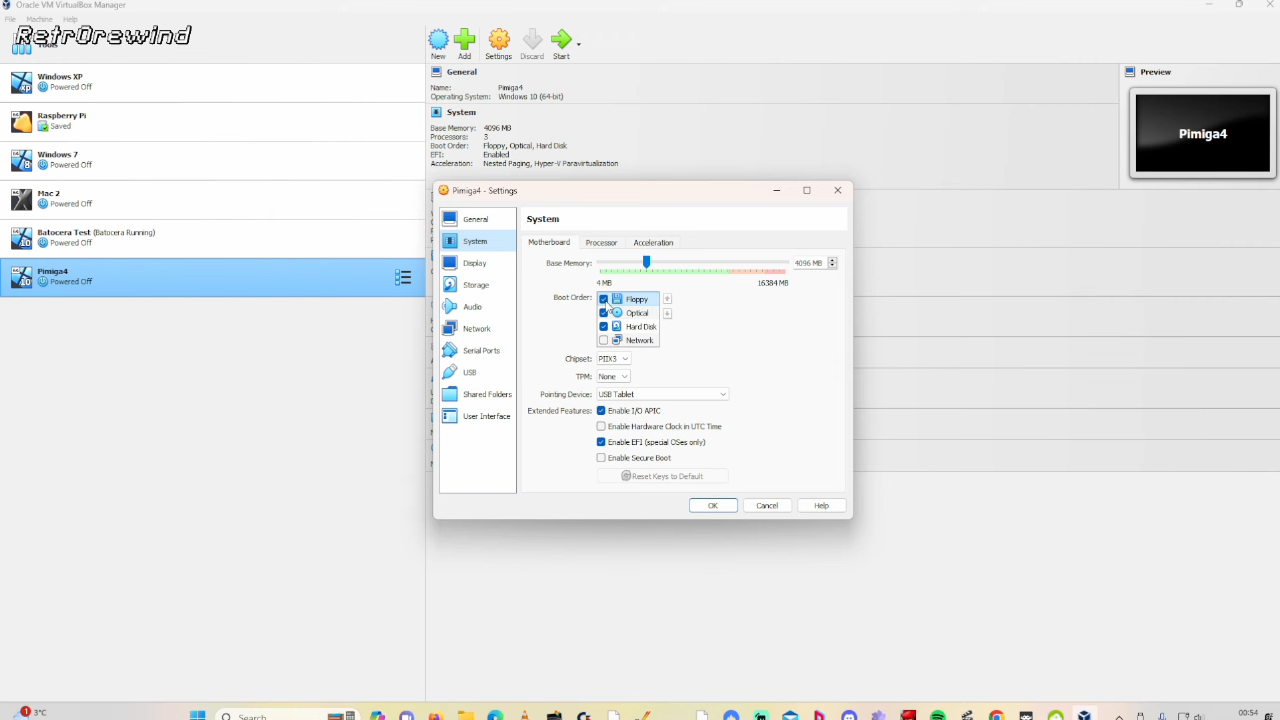 Oracle VM VirtualBox Manager
File Machine Help
Retr0rewind
Tools
New Add Settings Discard Start
Windows XP
Powered Off
Raspberry Pi
Saved
Windows 7
Powered Off
Mac 2
Powered Off
Batocera Test (Batocera Running)
Powered Off
Pimiga4
Powered Off
General
Name: Pimiga4
Operating System: Windows 10 (64-bit)
System
Base Memory: 4096 MB
Processors: 3
Boot Order: Floppy, Optical, Hard Disk
EFI: Enabled
Acceleration: Nested Paging, Hyper-V Paravirtualization
Preview
Pimiga4
Pimiga4 - Settings
General
System
Display
Storage
Audio
Network
Serial Ports
USB
Shared Folders
User Interface
System
Motherboard Processor Acceleration
Base Memory: 4096 MB
4 MB 16384 MB
Boot Order: Floppy
Optical
Hard Disk
Network
Chipset: PIIX3
TPM: None
Pointing Device: USB Tablet
Extended Features: Enable I/O APIC
Enable Hardware Clock in UTC Time
Enable EFI (special OSes only)
Enable Secure Boot
Reset Keys to Default
OK Cancel Help
1 3°C
Search
00:54